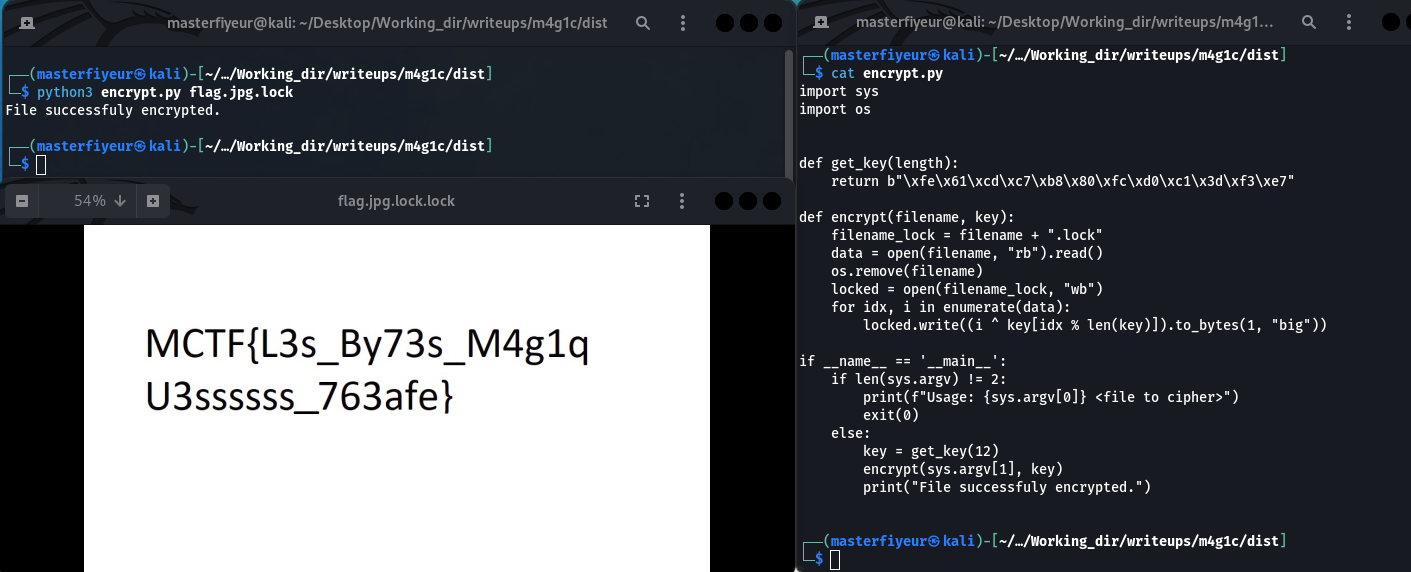 masterfiyeur@kali: ~/Desktop/Working_dir/writeups/m4g1c/dist
┌──(masterfiyeur㉿kali)-[~/…/Working_dir/writeups/m4g1c/dist]
└─$ python3 encrypt.py flag.jpg.lock
File successfuly encrypted.
┌──(masterfiyeur㉿kali)-[~/…/Working_dir/writeups/m4g1c/dist]
└─$
54%
flag.jpg.lock.lock
MCTF{L3s_By73s_M4g1q
U3ssssss_763afe}
masterfiyeur@kali: ~/Desktop/Working_dir/writeups/m4g1…
┌──(masterfiyeur㉿kali)-[~/…/Working_dir/writeups/m4g1c/dist]
└─$ cat encrypt.py
import sys
import os
def get_key(length):
    return b"\xfe\x61\xcd\xc7\xb8\x80\xfc\xd0\xc1\x3d\xf3\xe7"
def encrypt(filename, key):
    filename_lock = filename + ".lock"
    data = open(filename, "rb").read()
    os.remove(filename)
    locked = open(filename_lock, "wb")
    for idx, i in enumerate(data):
        locked.write((i ^ key[idx % len(key)]).to_bytes(1, "big"))
if __name__ == '__main__':
    if len(sys.argv) != 2:
        print(f"Usage: {sys.argv[0]} <file to cipher>")
        exit(0)
    else:
        key = get_key(12)
        encrypt(sys.argv[1], key)
        print("File successfuly encrypted.")
┌──(masterfiyeur㉿kali)-[~/…/Working_dir/writeups/m4g1c/dist]
└─$